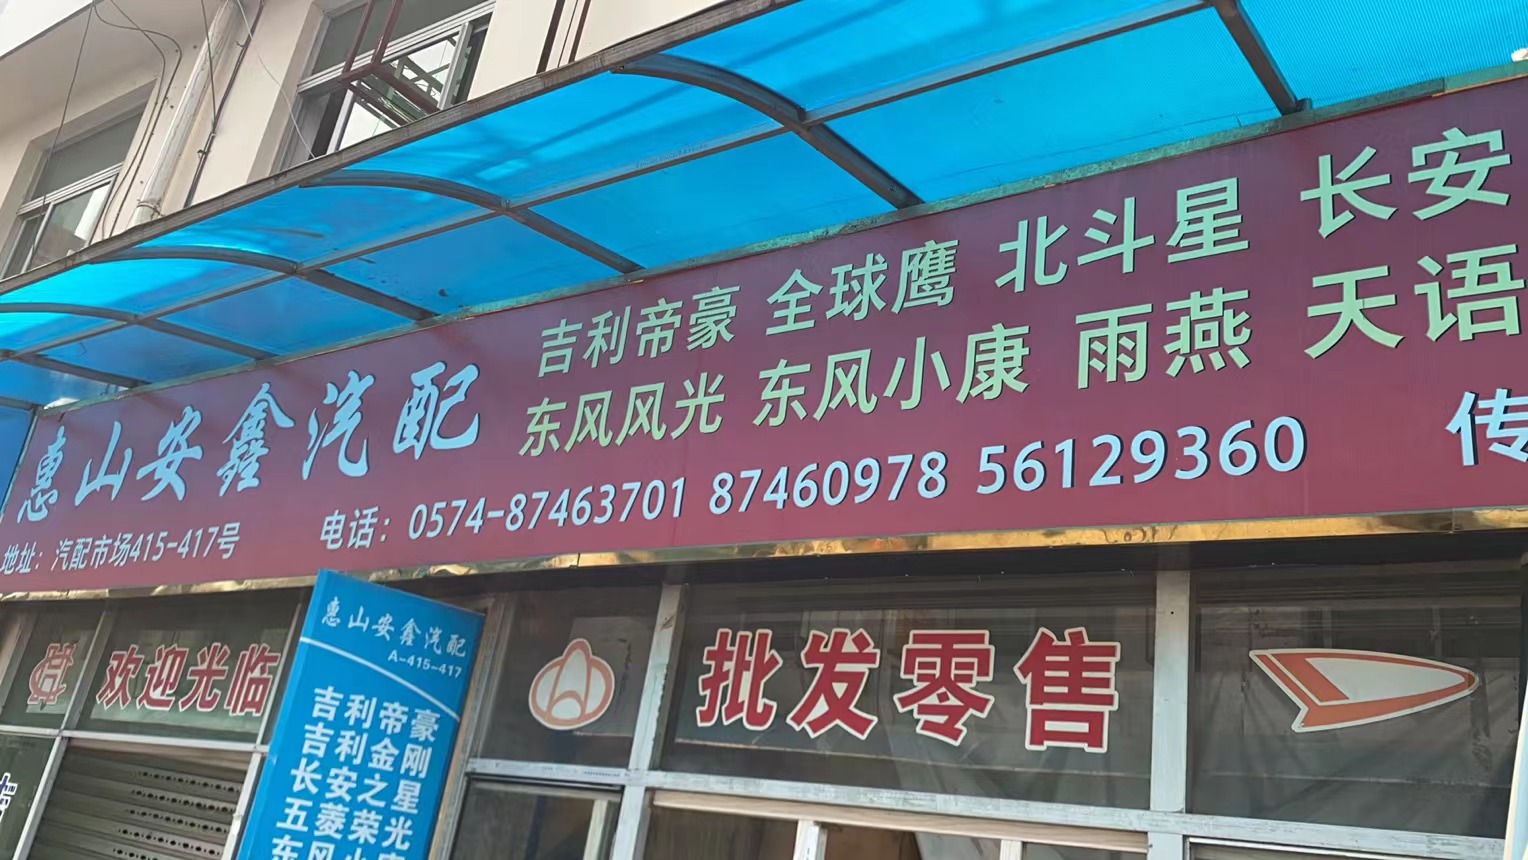 吉利帝豪 全球鹰 北斗星 长安
惠山安鑫汽配
东风风光 东风小康 雨燕 天语
地址：汽配市场415-417号
电话：0574-87463701 87460978 56129360
传
欢迎光临
批发零售
惠山安鑫汽配
A-415-417
吉利帝豪
吉利金刚
长安之星
五菱荣光
东风小康